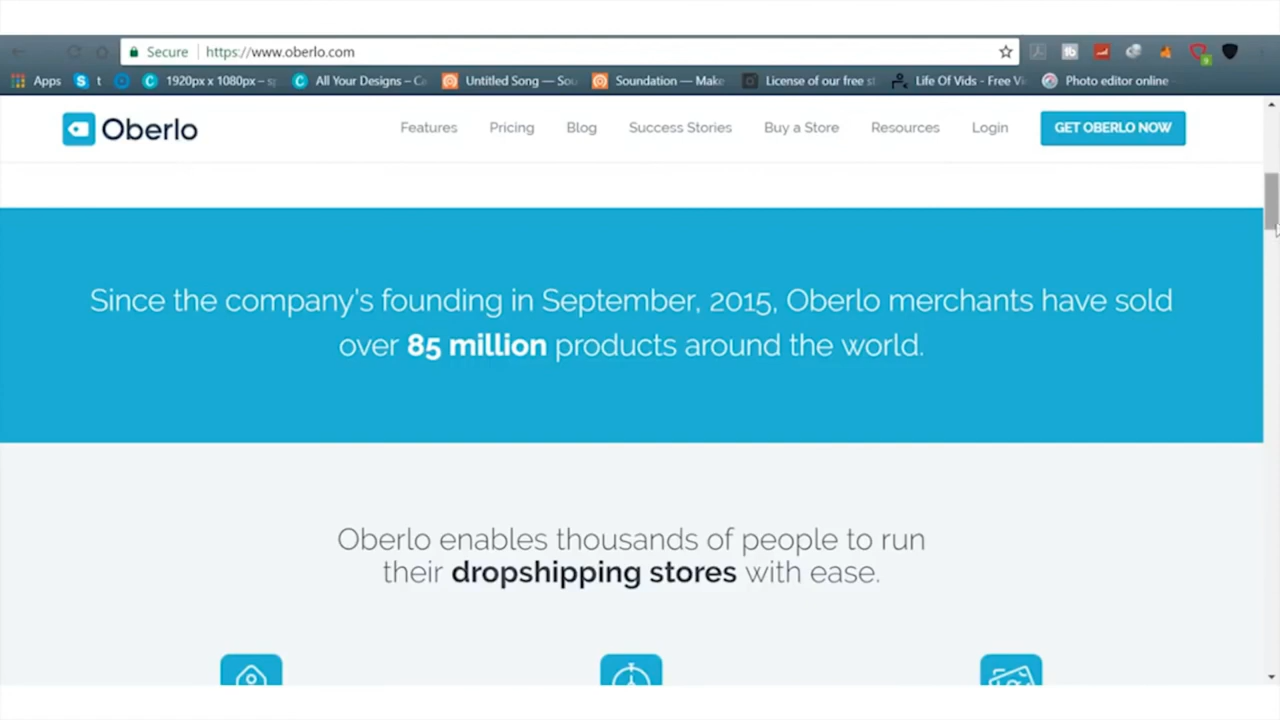 Secure https://www.oberlo.com
Apps t 1920px x 1080px – sp All Your Designs – Ca Untitled Song — Sou Soundation — Make License of our free st Life Of Vids - Free Vi Photo editor online -
Oberlo Features Pricing Blog Success Stories Buy a Store Resources Login GET OBERLO NOW
Since the company's founding in September, 2015, Oberlo merchants have sold
over 85 million products around the world.
Oberlo enables thousands of people to run
their dropshipping stores with ease.